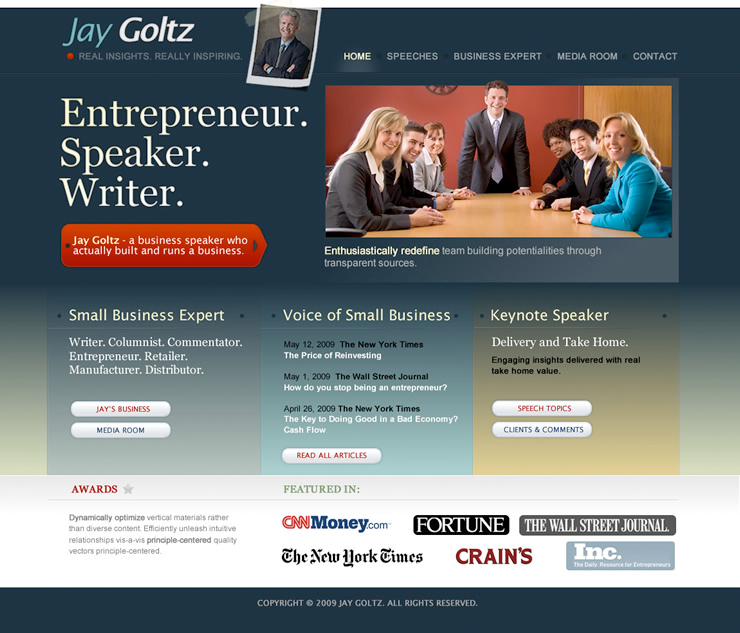 Jay Goltz
REAL INSIGHTS. REALLY INSPIRING.
HOME
SPEECHES
BUSINESS EXPERT
MEDIA ROOM
CONTACT
Entrepreneur.
Speaker.
Writer.
Jay Goltz - a business speaker who
actually built and runs a business.
Enthusiastically redefine team building potentialities through
transparent sources.
Small Business Expert
Writer. Columnist. Commentator.
Entrepreneur. Retailer.
Manufacturer. Distributor.
JAY'S BUSINESS
MEDIA ROOM
Voice of Small Business
May 12, 2009 The New York Times
The Price of Reinvesting
May 1, 2009 The Wall Street Journal
How do you stop being an entrepreneur?
April 26, 2009 The New York Times
The Key to Doing Good in a Bad Economy?
Cash Flow
READ ALL ARTICLES
Keynote Speaker
Delivery and Take Home.
Engaging insights delivered with real
take home value.
SPEECH TOPICS
CLIENTS & COMMENTS
AWARDS
Dynamically optimize vertical materials rather
than diverse content. Efficiently unleash intuitive
relationships vis-a-vis principle-centered quality
vectors principle-centered.
FEATURED IN:
CNNMoney.com
FORTUNE
THE WALL STREET JOURNAL.
The New York Times
CRAIN'S
Inc.
The Daily Resource for Entrepreneurs
COPYRIGHT © 2009 JAY GOLTZ. ALL RIGHTS RESERVED.